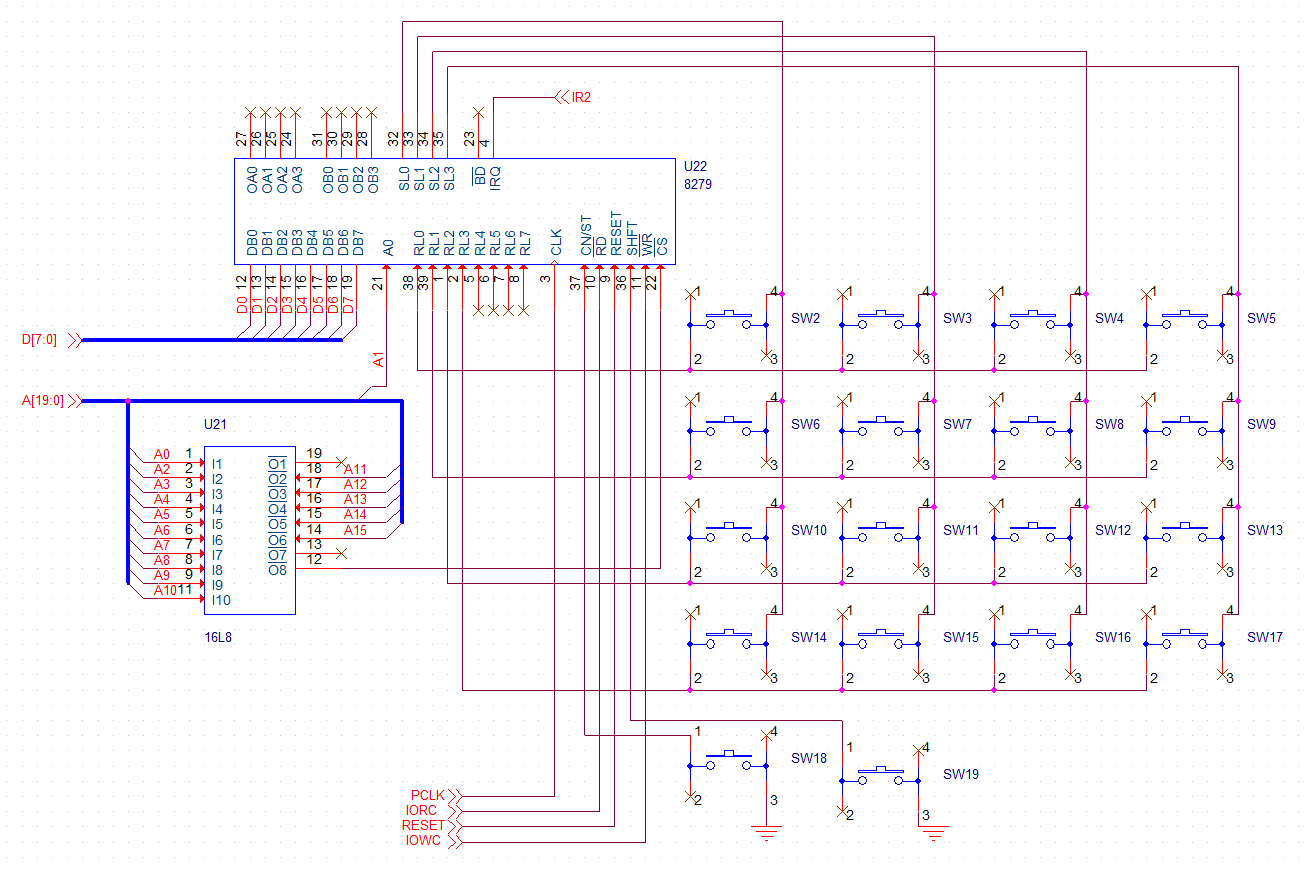 IR2
27 26 25 24 31 30 29 28 32 33 34 35 23 4
OA0 OA1 OA2 OA3 OB0 OB1 OB2 OB3 SL0 SL1 SL2 SL3 BD IRQ
U22
8279
DB0 DB1 DB2 DB3 DB4 DB5 DB6 DB7 A0 RL0 RL1 RL2 RL3 RL4 RL5 RL6 RL7 CLK CN/ST RD RESET SHFT WR CS
12 13 14 15 16 17 18 19 21 38 39 1 2 5 6 7 8 3 37 10 9 36 11 22
D0 D1 D2 D3 D4 D5 D6 D7
D[7:0]
A1
A[19:0]
U21
A0 1 I1 O1 19
A2 2 I2 O2 18 A11
A3 3 I3 O3 17 A12
A4 4 I4 O4 16 A13
A5 5 I5 O5 15 A14
A6 6 I6 O6 14 A15
A7 7 I7 O7 13
A8 8 I8 O8 12
A9 9 I9
A10 11 I10
16L8
1 4 1 4 1 4 1 4
SW2 SW3 SW4 SW5
2 3 2 3 2 3 2 3
1 4 1 4 1 4 1 4
SW6 SW7 SW8 SW9
2 3 2 3 2 3 2 3
1 4 1 4 1 4 1 4
SW10 SW11 SW12 SW13
2 3 2 3 2 3 2 3
1 4 1 4 1 4 1 4
SW14 SW15 SW16 SW17
2 3 2 3 2 3 2 3
1 4 1 4
SW18 SW19
2 3 2 3
PCLK
IORC
RESET
IOWC